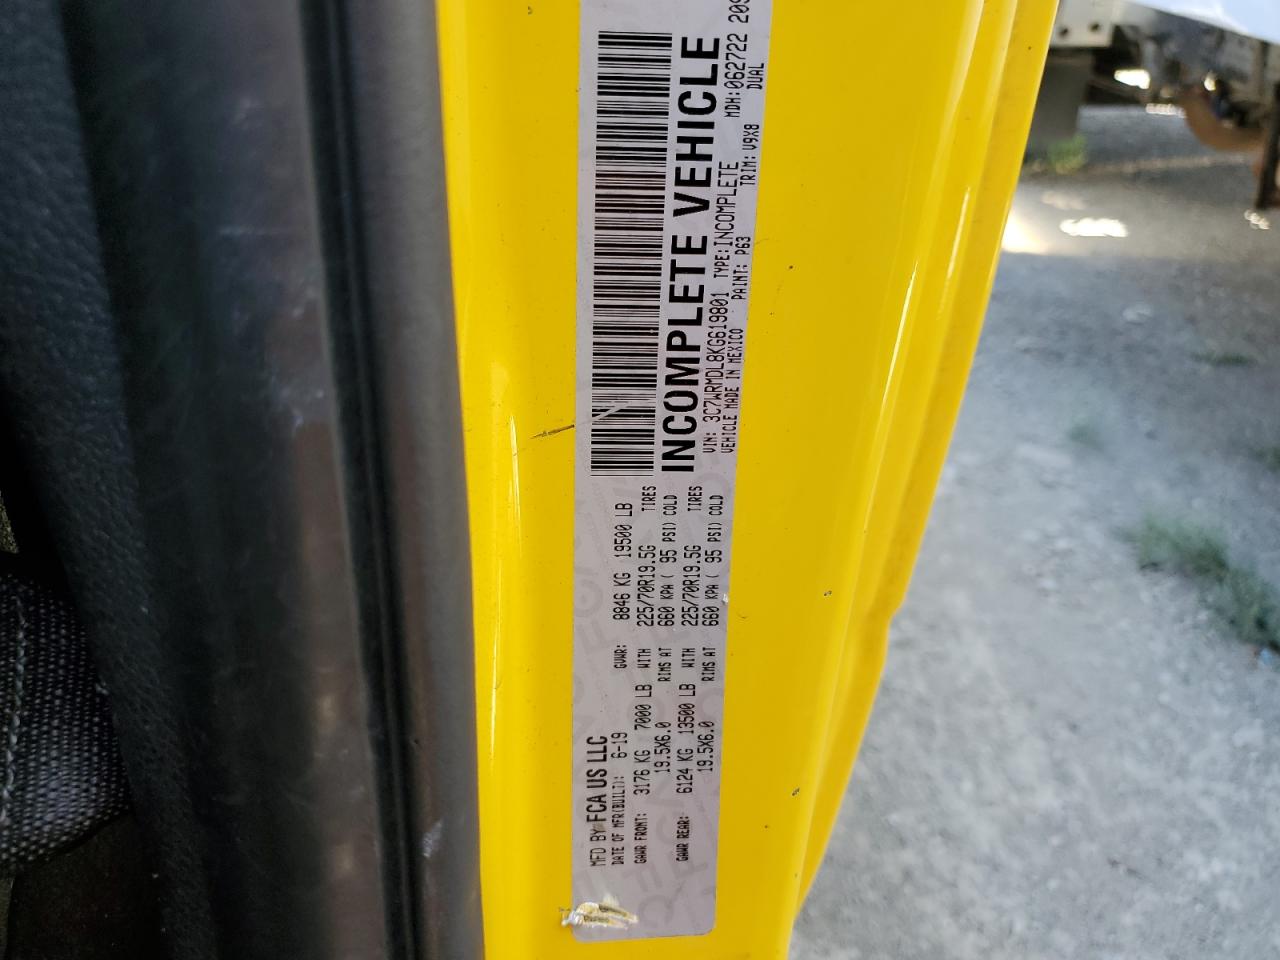 MFD BY FCA US LLC
DATE OF MFR(BUILT): 6-19 GVWR: 8846 KG 19500 LB
GAWR FRONT: 3176 KG 7000 LB WITH 225/70R19.5G TIRES
19.5X6.0 RIMS AT 660 KPA ( 95 PSI) COLD
GAWR REAR: 6124 KG 13500 LB WITH 225/70R19.5G TIRES
19.5X6.0 RIMS AT 660 KPA ( 95 PSI) COLD
INCOMPLETE VEHICLE
VIN: 3C7WRMDL8KG619801 TYPE:INCOMPLETE MDH:062722 209
VEHICLE MADE IN MEXICO PAINT: P63 TRIM: V9X8 DUAL